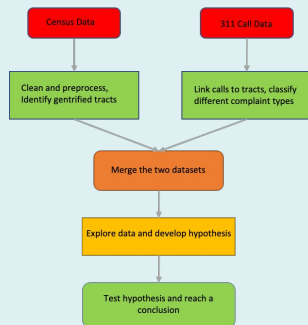 Census Data
311 Call Data
Clean and preprocess,
Identify gentrified tracts
Link calls to tracts, classify
different complaint types
Merge the two datasets
Explore data and develop hypothesis
Test hypothesis and reach a
conclusion